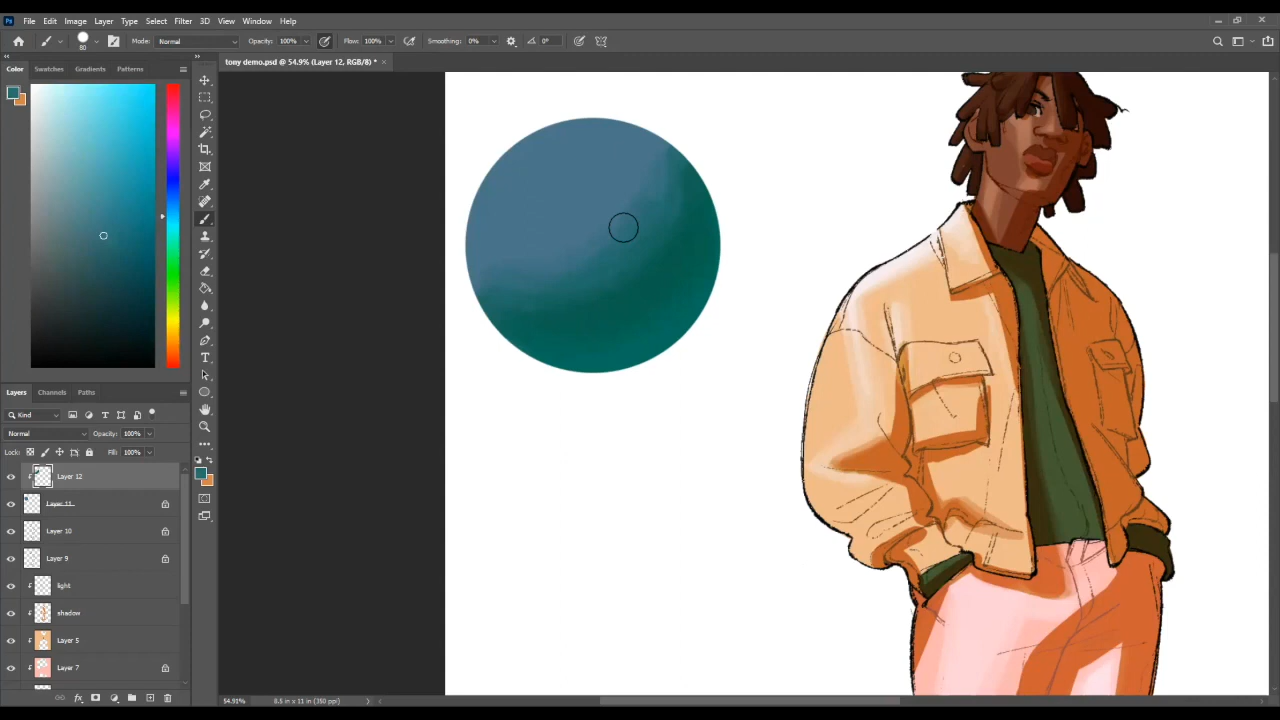 Ps File Edit Image Layer Type Select Filter 3D View Window Help
80 Mode: Normal Opacity: 100% Flow: 100% Smoothing: 0% 0°
Color Swatches Gradients Patterns
tony demo.psd @ 54.9% (Layer 12, RGB/8) * ×
Layers Channels Paths
Kind
Normal Opacity: 100%
Lock: Fill: 100%
Layer 12
Layer 11
Layer 10
Layer 9
light
shadow
Layer 5
Layer 7
fx
54.91% 8.5 in x 11 in (350 ppi)